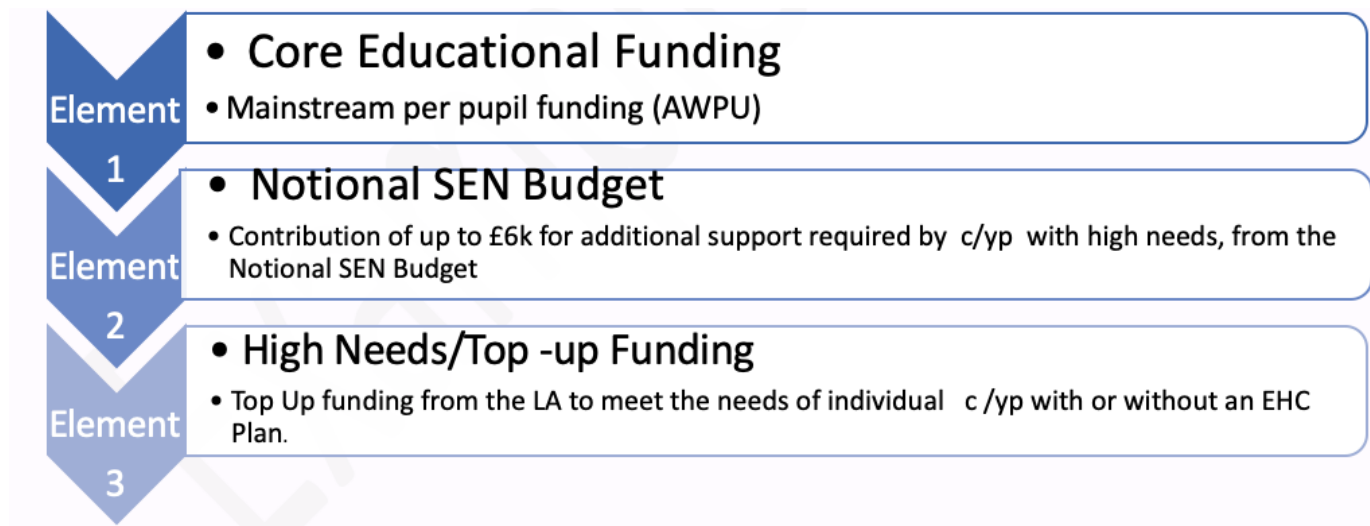 Element
1
• Core Educational Funding
• Mainstream per pupil funding (AWPU)
Element
2
• Notional SEN Budget
• Contribution of up to £6k for additional support required by c/yp with high needs, from the
Notional SEN Budget
Element
3
• High Needs/Top -up Funding
• Top Up funding from the LA to meet the needs of individual c /yp with or without an EHC
Plan.